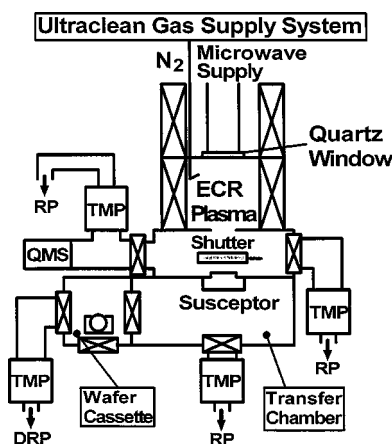 Ultraclean Gas Supply System
N2
Microwave
Supply
Quartz
Window
ECR
Plasma
RP
TMP
QMS
Shutter
Susceptor
TMP
RP
TMP
DRP
Wafer
Cassette
TMP
RP
Transfer
Chamber